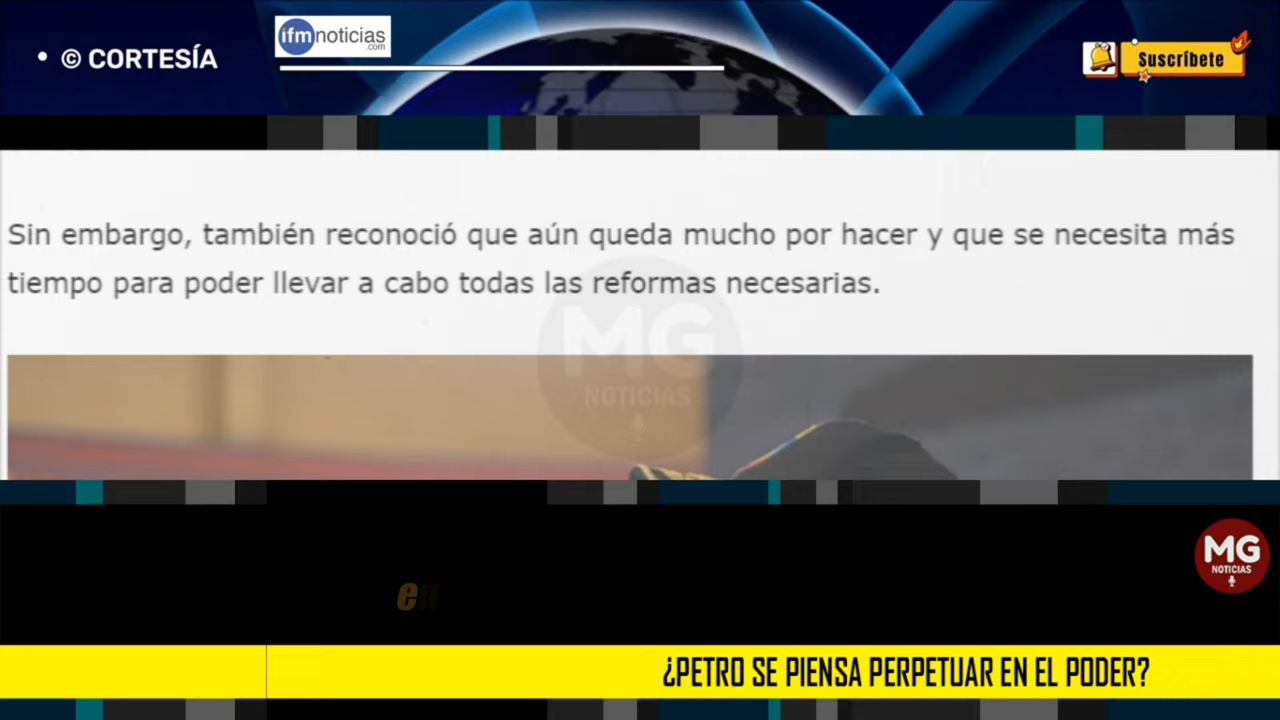 • © CORTESÍA
ifmnoticias
.com
Suscríbete
Sin embargo, también reconoció que aún queda mucho por hacer y que se necesita más
tiempo para poder llevar a cabo todas las reformas necesarias.
MG
NOTICIAS
en
MG
NOTICIAS
¿PETRO SE PIENSA PERPETUAR EN EL PODER?